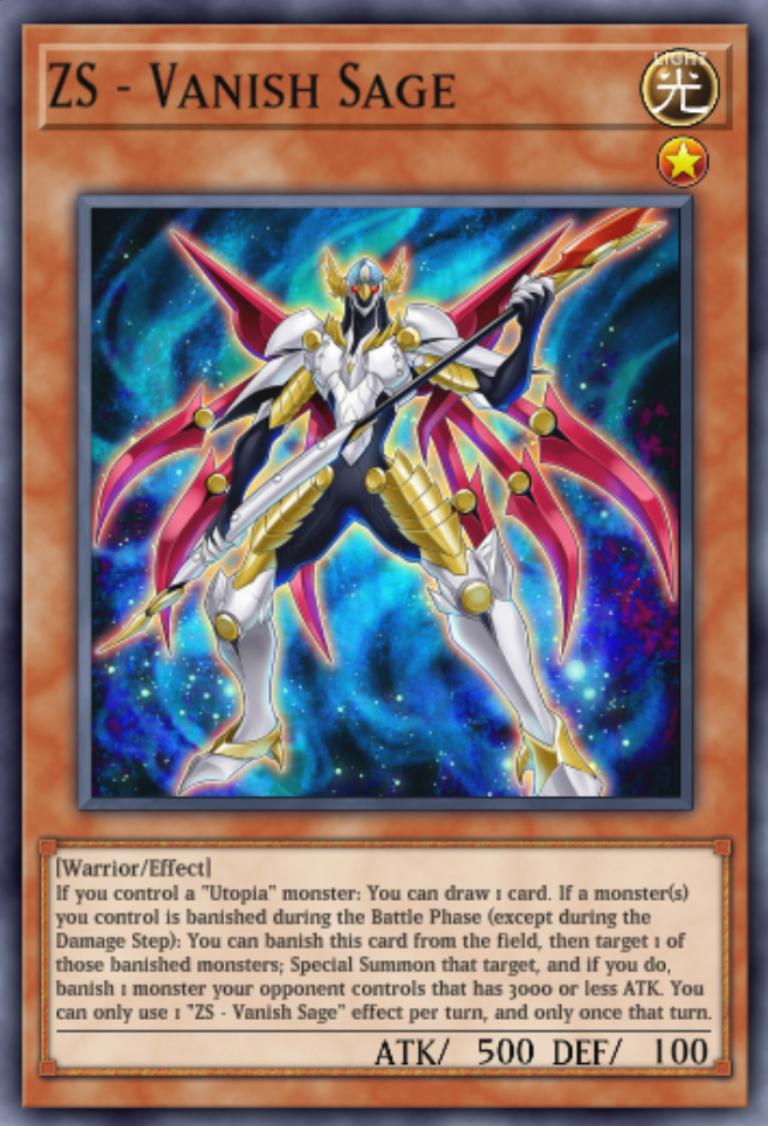 ZS - Vanish Sage
LIGHT
光
[Warrior/Effect]
If you control a "Utopia" monster: You can draw 1 card. If a monster(s)
you control is banished during the Battle Phase (except during the
Damage Step): You can banish this card from the field, then target 1 of
those banished monsters; Special Summon that target, and if you do,
banish 1 monster your opponent controls that has 3000 or less ATK. You
can only use 1 "ZS - Vanish Sage" effect per turn, and only once that turn.
ATK/ 500 DEF/ 100